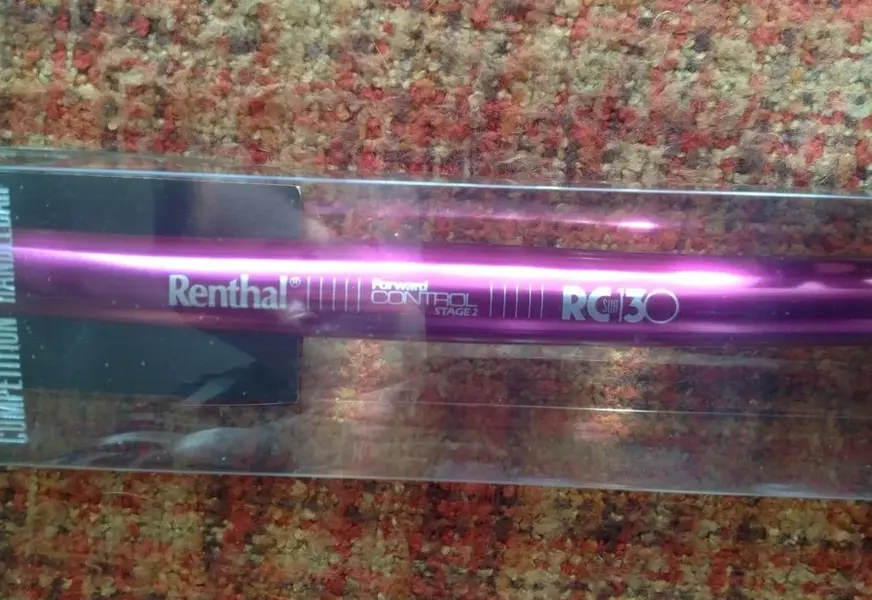 COMPETITION HANDLEBAR
Renthal®
Forward
CONTROL
STAGE 2
RC SUB 130